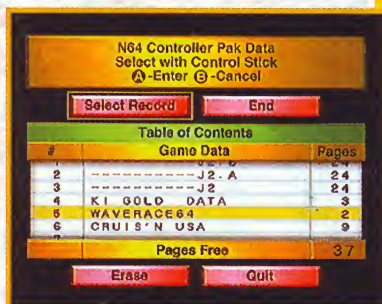 N64 Controller Pak Data
Select with Control Stick
A-Enter B-Cancel
Select Record End
Table of Contents
# Game Data Pages
2 ----------J2.A 24
3 ----------J2 24
4 KI GOLD DATA 3
5 WAVERACE64 2
6 CRUIS'N USA 9
Pages Free 37
Erase Quit